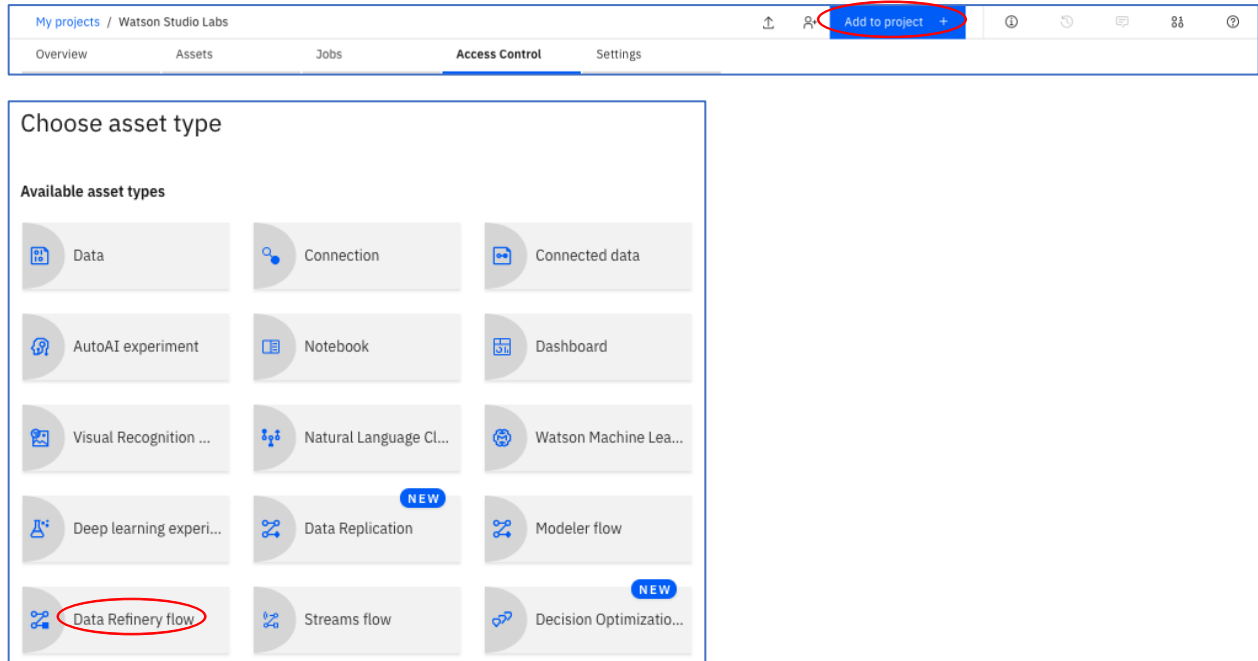 My projects / Watson Studio Labs Add to project +
Overview Assets Jobs Access Control Settings
Choose asset type
Available asset types
Data Connection Connected data
AutoAI experiment Notebook Dashboard
Visual Recognition ... Natural Language Cl... Watson Machine Lea...
NEW
Deep learning experi... Data Replication Modeler flow
NEW
Data Refinery flow Streams flow Decision Optimizatio...